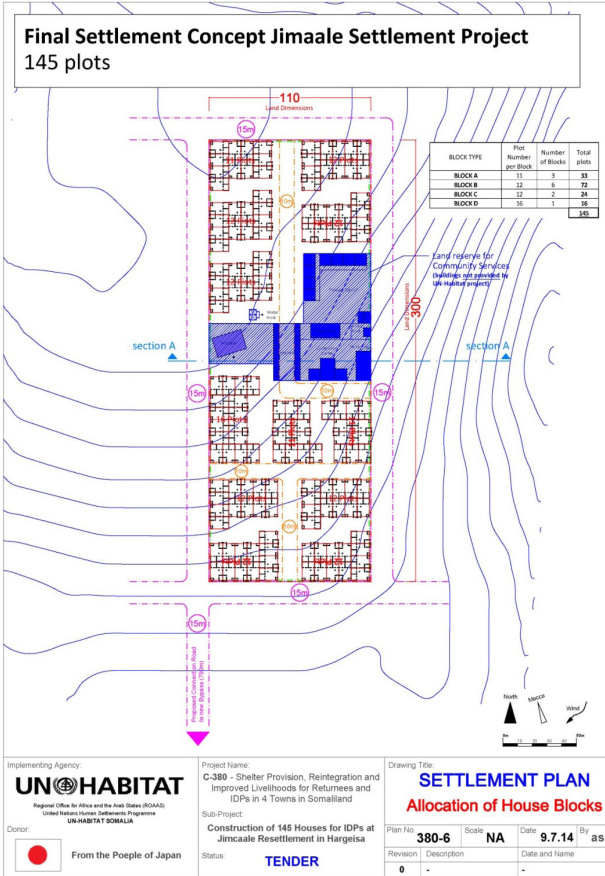 Final Settlement Concept Jimaale Settlement Project
145 plots
110
Land Dimensions
15m
BLOCK TYPE
Plot Number per Block
Number of Blocks
Total plots
BLOCK A 11 3 33
BLOCK B 12 6 72
BLOCK C 12 2 24
BLOCK D 16 1 16
145
10m
Land reserve for
Community Services
(buildings not provided by
UN-Habitat project)
Land Dimensions
300
Water
Kiosk
section A
section A
15m
15m
10m
10m
10m
15m
15m
Proposed Connection Road
to new Bypass (790m)
North
Mecca
Wind
0m 10 20 30 40 50m
Implementing Agency:
UN HABITAT
Regional Office for Africa and the Arab States (ROAAS)
United Nations Human Settlements Programme
UN-HABITAT SOMALIA
Donor:
From the Poeple of Japan
Project Name:
C-380 - Shelter Provision, Reintegration and
Improved Livelihoods for Returnees and
IDPs in 4 Towns in Somaliland
Sub-Project:
Construction of 145 Houses for IDPs at
Jimcaale Resettlement in Hargeisa
Status:
TENDER
Drawing Title:
SETTLEMENT PLAN
Allocation of House Blocks
Plan No. 380-6 Scale NA Date 9.7.14 By as
Revision Description Date and Name
0 - -